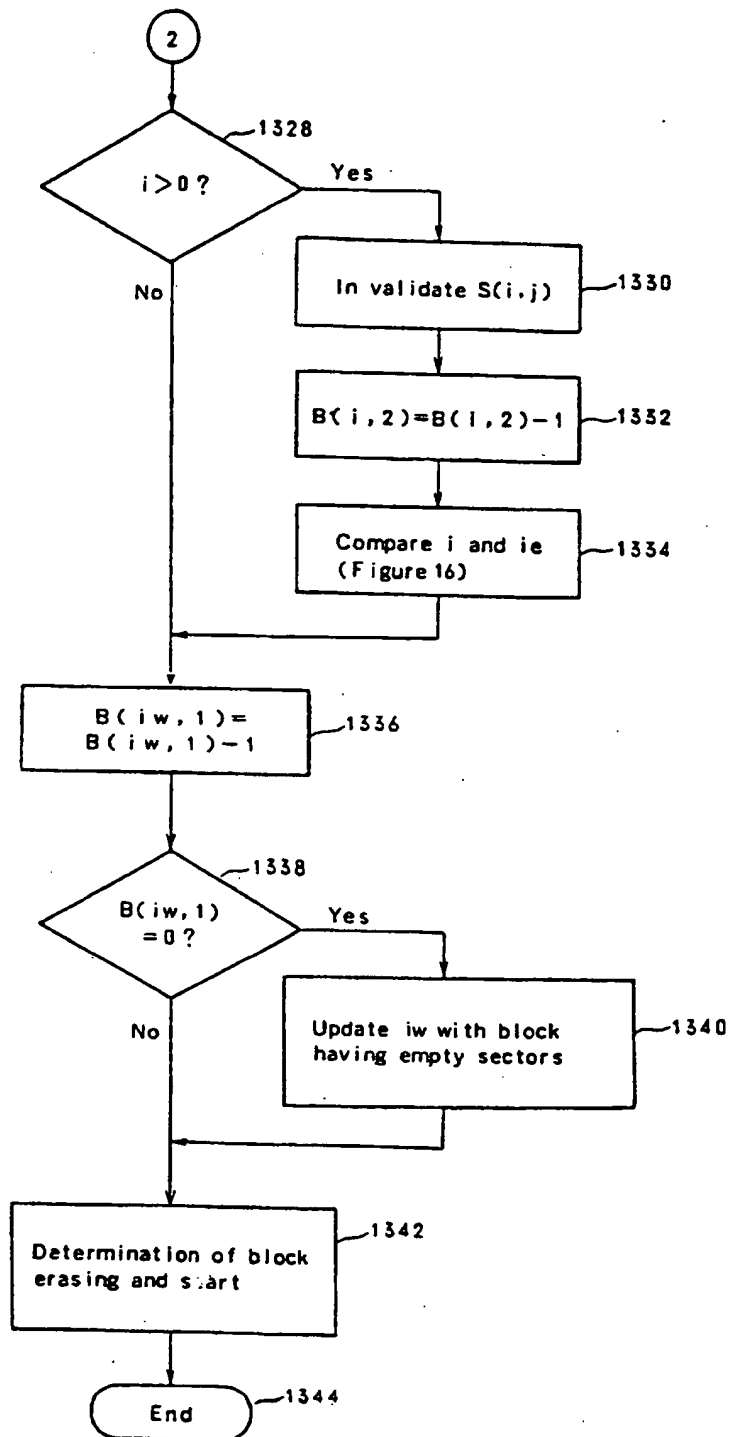 2
1328
i>0?
Yes
No
In validate S(i,j)
1330
B(i,2)=B(i,2)-1
1332
Compare i and ie
(Figure 16)
1334
B(iw,1)=
B(iw,1)-1
1336
1338
B(iw,1)
=0?
Yes
No
Update iw with block
having empty sectors
1340
1342
Determination of block
erasing and start
End
1344